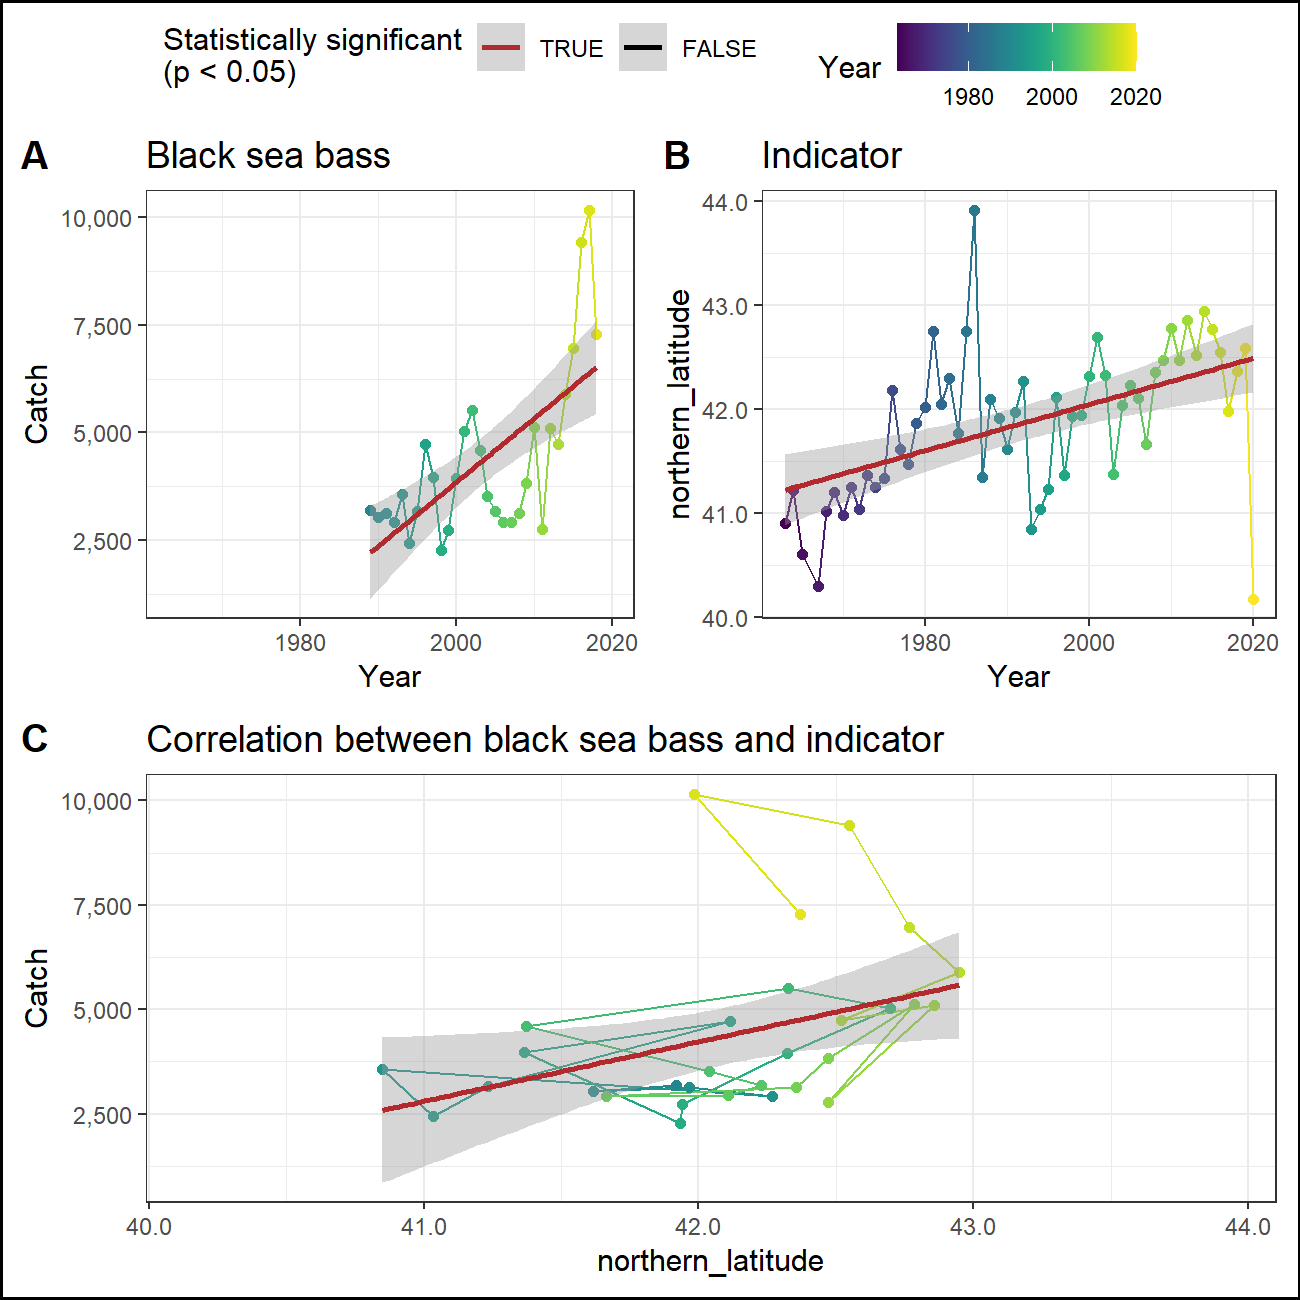 Statistically significant
(p < 0.05)
TRUE
FALSE
Year
1980
2000
2020
A
Black sea bass
10,000
7,500
5,000
2,500
Catch
1980
2000
2020
Year
B
Indicator
44.0
43.0
42.0
41.0
40.0
northern_latitude
1980
2000
2020
Year
C
Correlation between black sea bass and indicator
10,000
7,500
5,000
2,500
Catch
40.0
41.0
42.0
43.0
44.0
northern_latitude